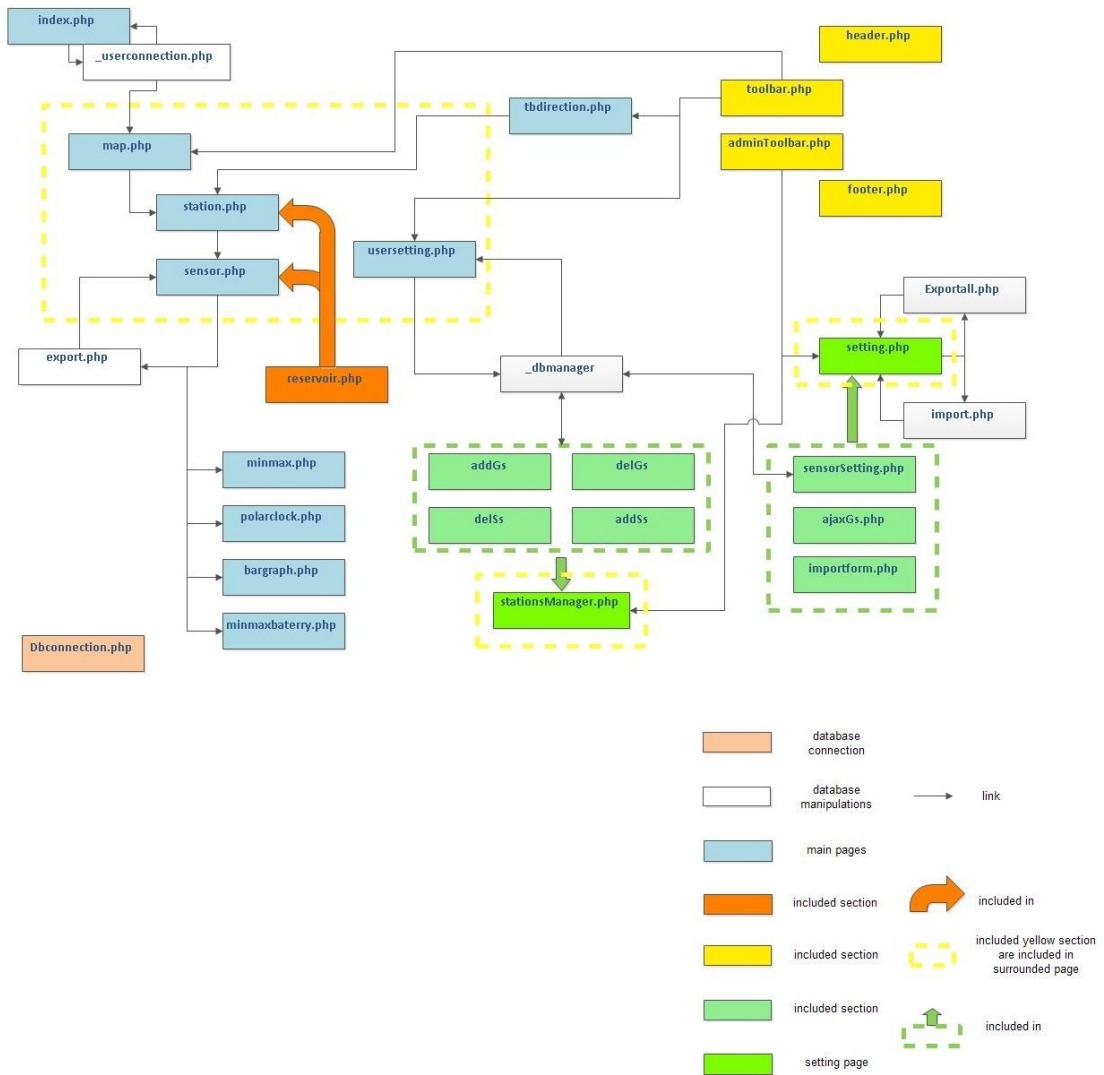 index.php
_userconnection.php
header.php
toolbar.php
tbdirection.php
map.php
adminToolbar.php
station.php
footer.php
usersetting.php
sensor.php
Exportall.php
export.php
setting.php
_dbmanager
reservoir.php
import.php
minmax.php
addGs
delGs
sensorSetting.php
polarclock.php
delSs
addSs
ajaxGs.php
bargraph.php
importform.php
stationsManager.php
minmaxbaterry.php
Dbconnection.php
database
connection
database
manipulations
link
main pages
included section
included in
included section
included yellow section
are included in
surrounded page
included section
included in
setting page